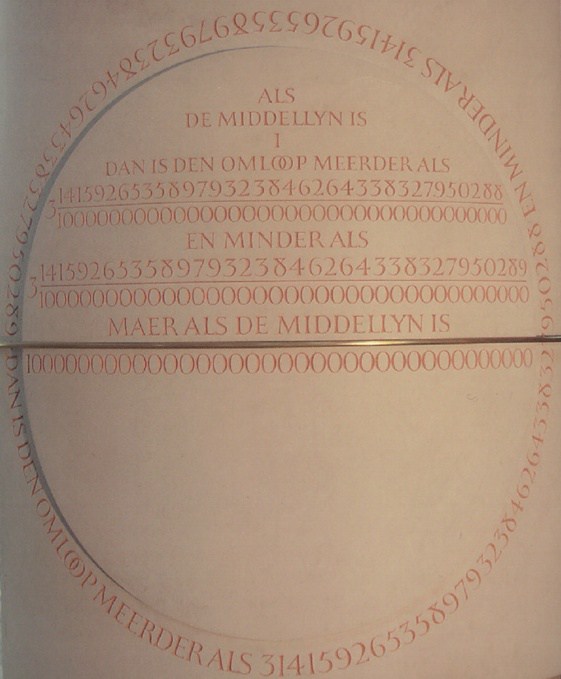 ALS
DE MIDDELLYN IS
I
DAN IS DEN OMLOOP MEERDER ALS
3 14159265358979323846264338327950288
100000000000000000000000000000000000
EN MINDER ALS
3 14159265358979323846264338327950289
100000000000000000000000000000000000
MAER ALS DE MIDDELLYN IS
100000000000000000000000000000000000
DAN IS DEN OMLOOP MEERDER ALS 314159265358979323846264338327950288 EN MINDER ALS 314159265358979323846264338327950289